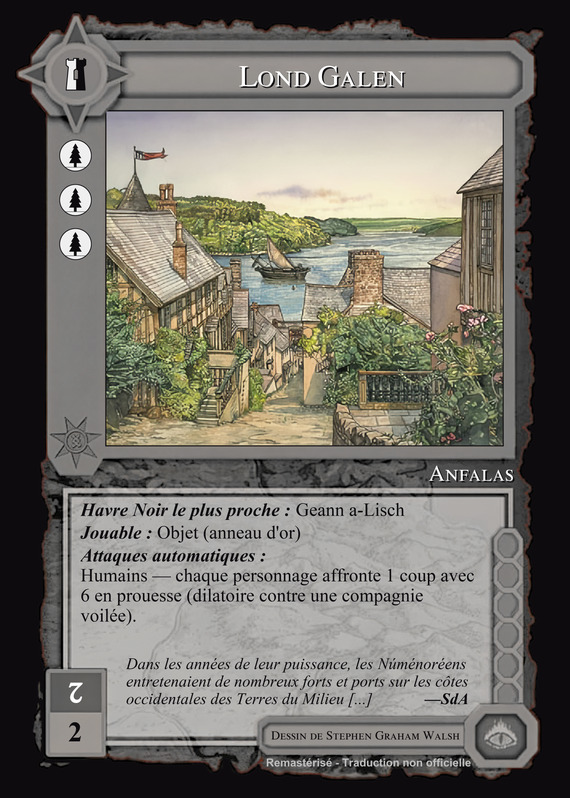 Lond Galen
Anfalas
Havre Noir le plus proche : Geann a-Lisch
Jouable : Objet (anneau d'or)
Attaques automatiques :
Humains — chaque personnage affronte 1 coup avec
6 en prouesse (dilatoire contre une compagnie
voilée).
Dans les années de leur puissance, les Núménoréens
entretenaient de nombreux forts et ports sur les côtes
occidentales des Terres du Milieu [...] —SdA
2
2
Dessin de Stephen Graham Walsh
Remastérisé - Traduction non officielle